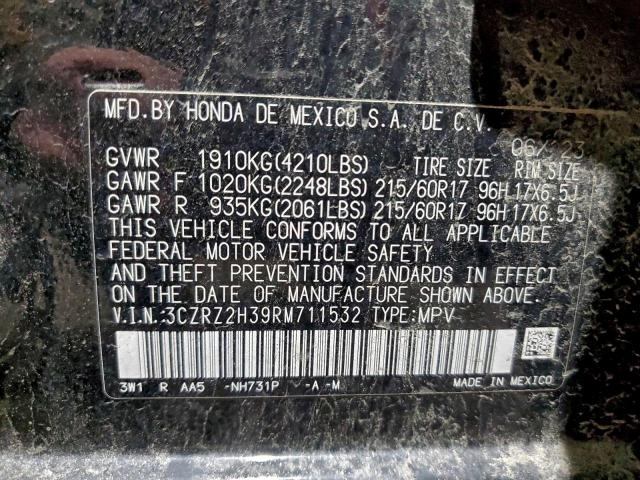 MFD.BY HONDA DE MEXICO S.A. DE C.V. 06/23
GVWR 1910KG(4210LBS) TIRE SIZE RIM SIZE
GAWR F 1020KG(2248LBS) 215/60R17 96H 17X6.5J
GAWR R 935KG(2061LBS) 215/60R17 96H 17X6.5J
THIS VEHICLE CONFORMS TO ALL APPLICABLE
FEDERAL MOTOR VEHICLE SAFETY
AND THEFT PREVENTION STANDARDS IN EFFECT
ON THE DATE OF MANUFACTURE SHOWN ABOVE.
V.I.N.:3CZRZ2H39RM711532 TYPE:MPV
3W1 R AA5 -NH731P -A -M MADE IN MEXICO